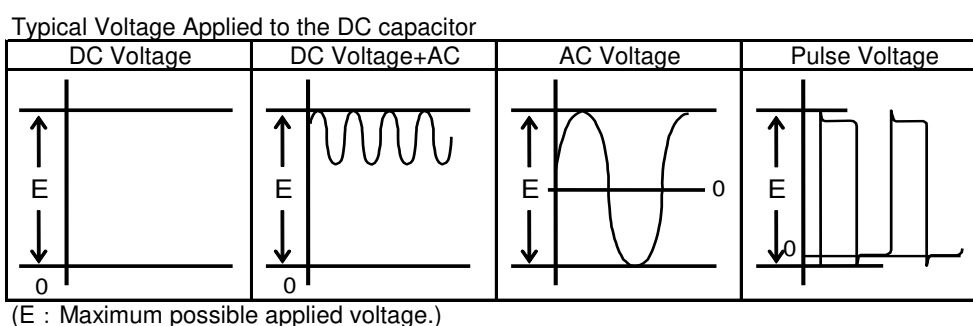 Typical Voltage Applied to the DC capacitor
DC Voltage DC Voltage+AC AC Voltage Pulse Voltage
E E E 0 E
0 0 0
(E：Maximum possible applied voltage.)